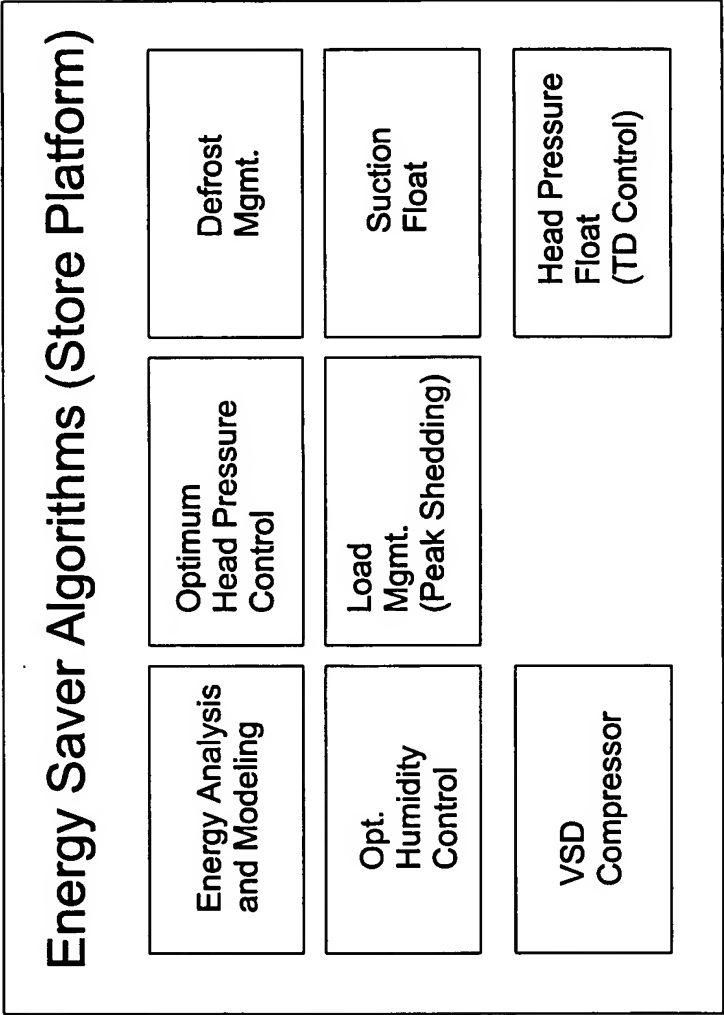 Energy Saver Algorithms (Store Platform)
Energy Analysis
and Modeling
Optimum
Head Pressure
Control
Defrost
Mgmt.
Opt.
Humidity
Control
Load
Mgmt.
(Peak Shedding)
Suction
Float
VSD
Compressor
Head Pressure
Float
(TD Control)